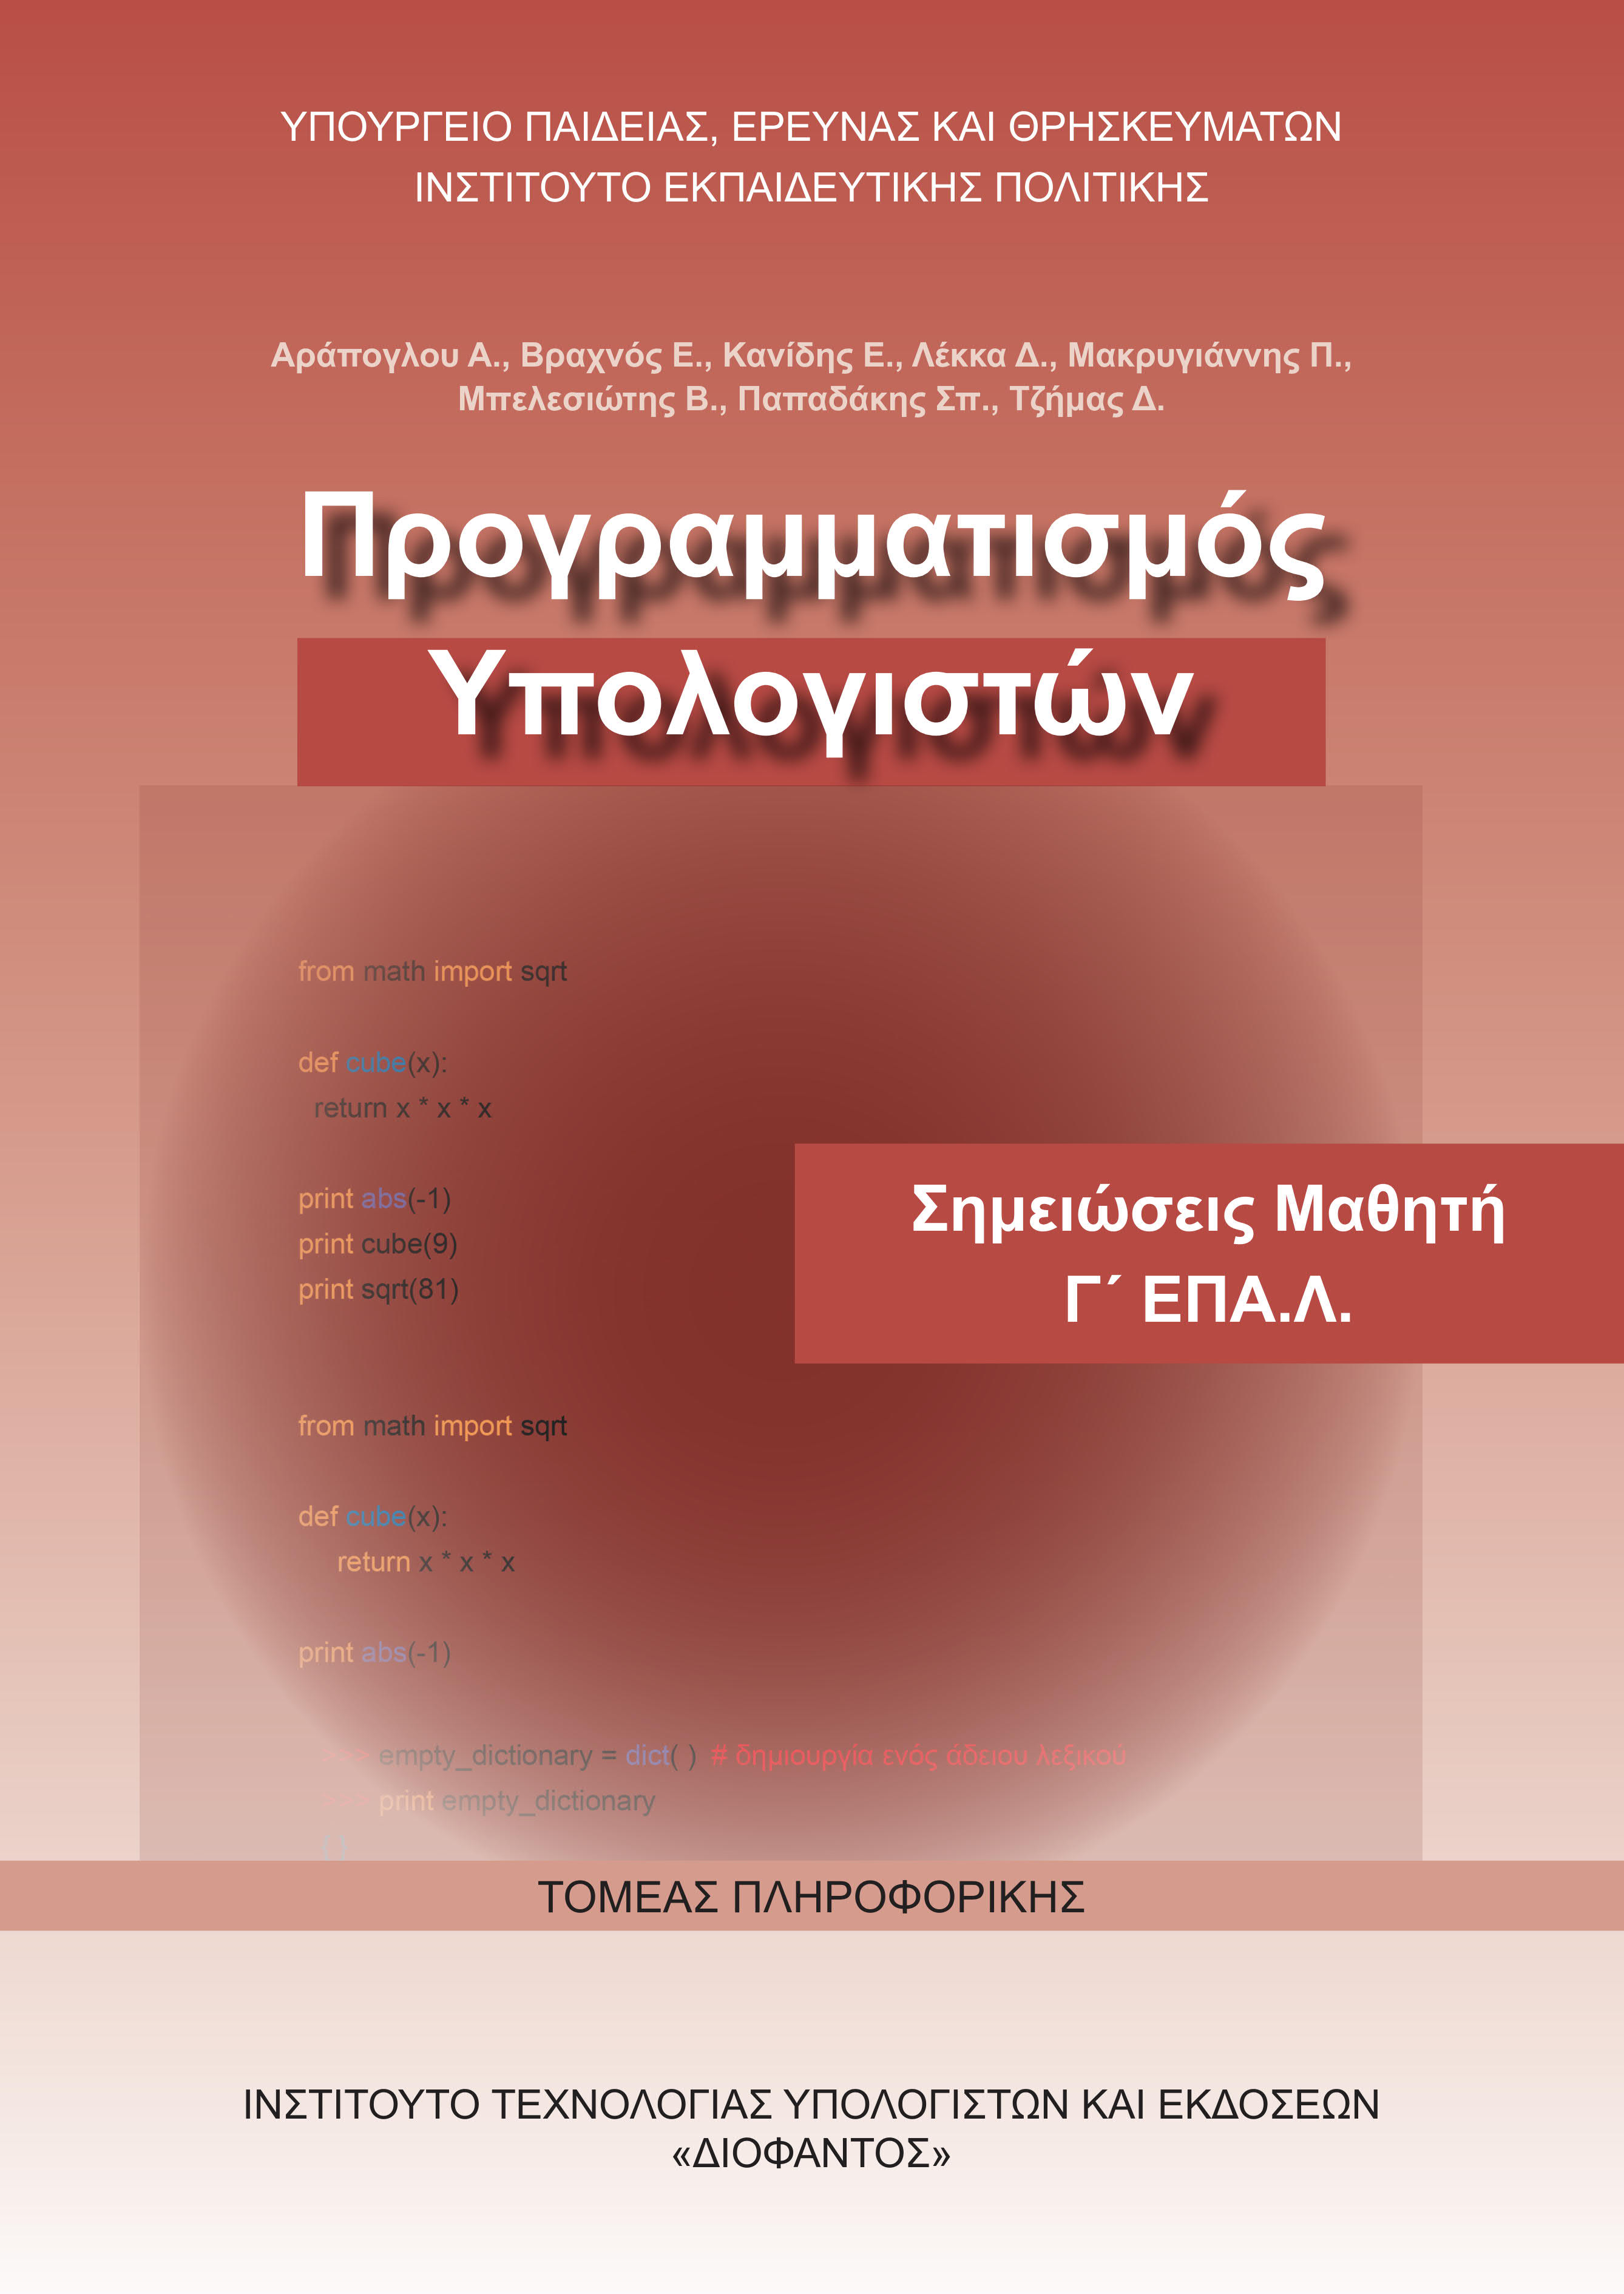 ΥΠΟΥΡΓΕΙΟ ΠΑΙΔΕΙΑΣ, ΕΡΕΥΝΑΣ ΚΑΙ ΘΡΗΣΚΕΥΜΑΤΩΝ
ΙΝΣΤΙΤΟΥΤΟ ΕΚΠΑΙΔΕΥΤΙΚΗΣ ΠΟΛΙΤΙΚΗΣ
Αράπογλου Α., Βραχνός Ε., Κανίδης Ε., Λέκκα Δ., Μακρυγιάννης Π.,
Μπελεσιώτης Β., Παπαδάκης Σπ., Τζήμας Δ.
Προγραμματισμός
Υπολογιστών
from math import sqrt
def cube(x):
return x * x * x
print abs(-1)
print cube(9)
print sqrt(81)
Σημειώσεις Μαθητή
Γ΄ ΕΠΑ.Λ.
from math import sqrt
def cube(x):
return x * x * x
print abs(-1)
>>> empty_dictionary = dict( ) # δημιουργία ενός άδειου λεξικού
>>> print empty_dictionary
{ }
ΤΟΜΕΑΣ ΠΛΗΡΟΦΟΡΙΚΗΣ
ΙΝΣΤΙΤΟΥΤΟ ΤΕΧΝΟΛΟΓΙΑΣ ΥΠΟΛΟΓΙΣΤΩΝ ΚΑΙ ΕΚΔΟΣΕΩΝ
«ΔΙΟΦΑΝΤΟΣ»